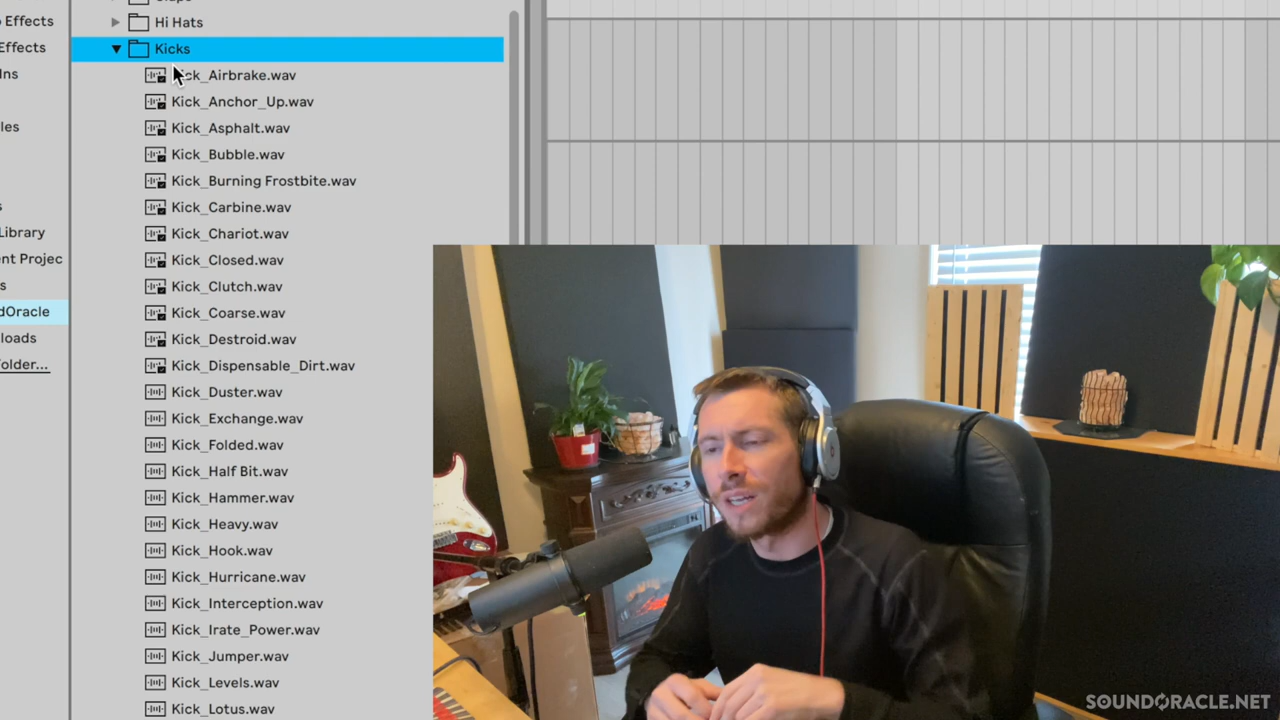 Effects
Hi Hats
Effects
Kicks
Ins
Kick_Airbrake.wav
Kick_Anchor_Up.wav
les
Kick_Asphalt.wav
Kick_Bubble.wav
Kick_Burning Frostbite.wav
s
Kick_Carbine.wav
Library
Kick_Chariot.wav
ent Projec
Kick_Closed.wav
s
Kick_Clutch.wav
dOracle
Kick_Coarse.wav
loads
Kick_Destroid.wav
Folder...
Kick_Dispensable_Dirt.wav
Kick_Duster.wav
Kick_Exchange.wav
Kick_Folded.wav
Kick_Half Bit.wav
Kick_Hammer.wav
Kick_Heavy.wav
Kick_Hook.wav
Kick_Hurricane.wav
Kick_Interception.wav
Kick_Irate_Power.wav
Kick_Jumper.wav
Kick_Levels.wav
Kick_Lotus.wav
SOUNDORACLE.NET